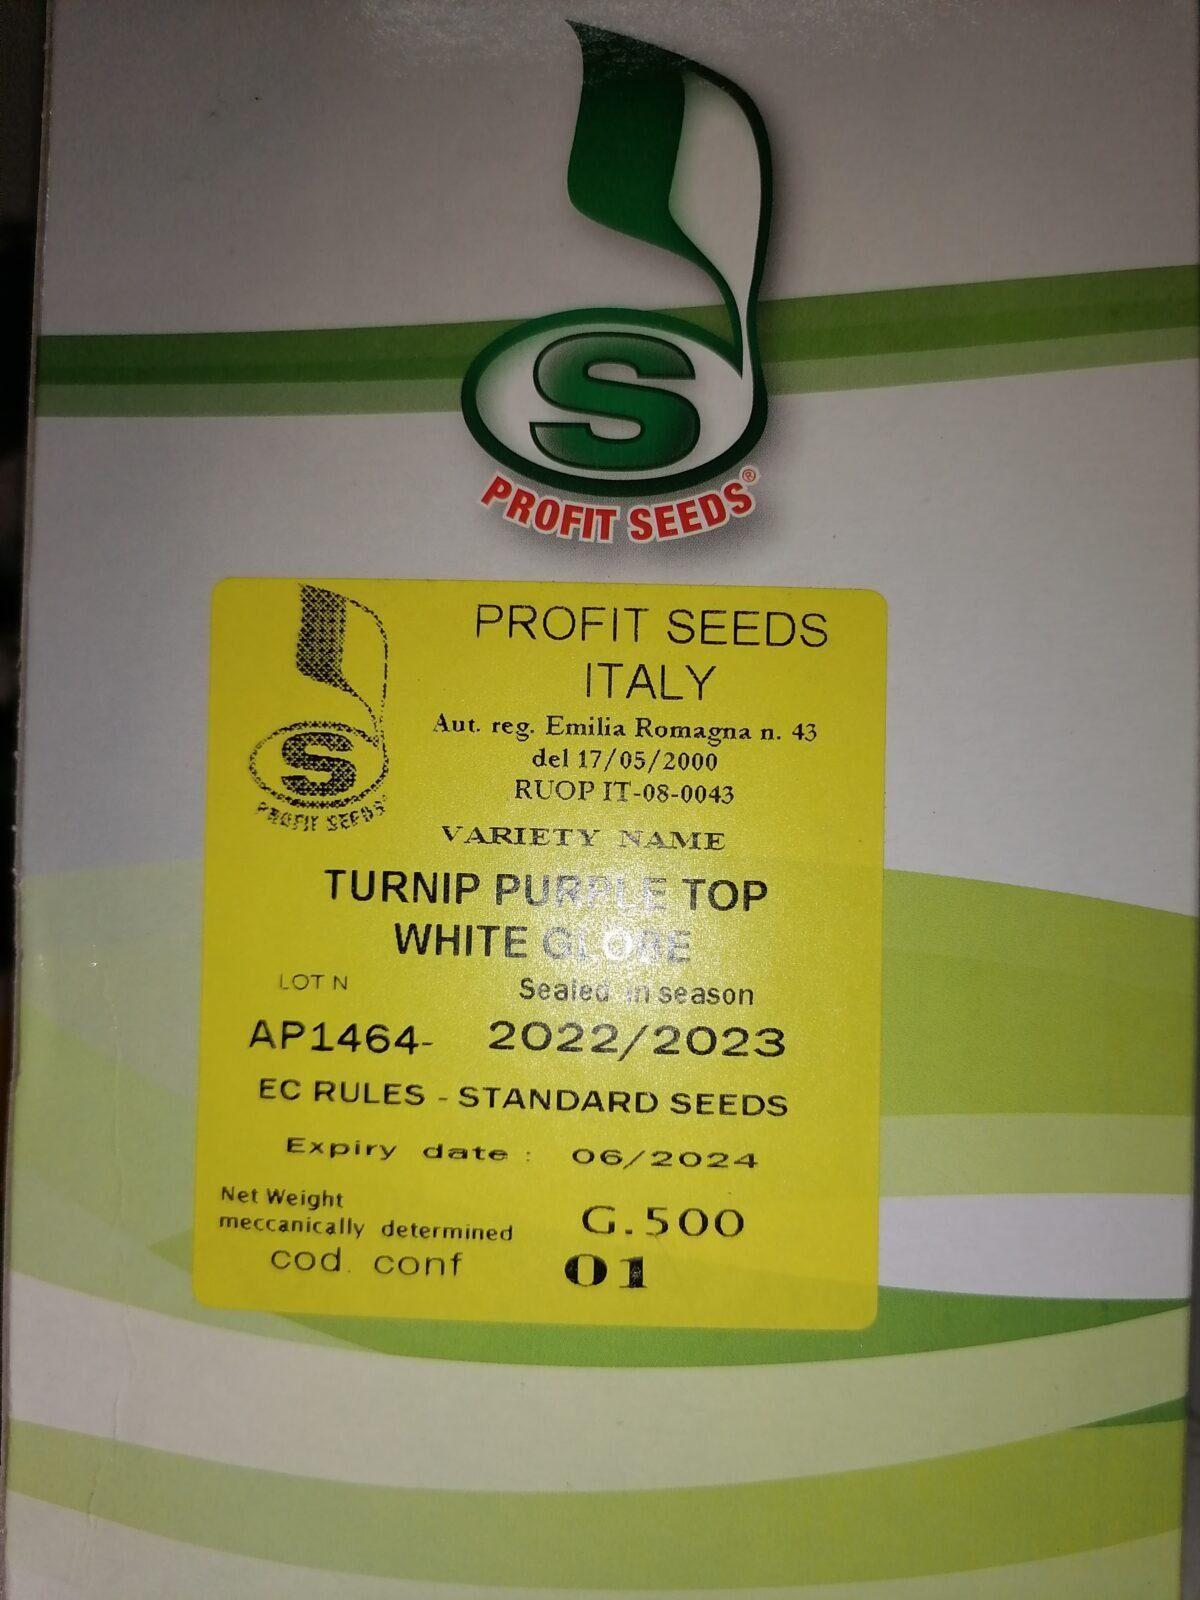 S
PROFIT SEEDS®
PROFIT SEEDS
ITALY
Aut. reg. Emilia Romagna n. 43
del 17/05/2000
RUOP IT-08-0043
S
PROFIT SEEDS
VARIETY NAME
TURNIP PURPLE TOP
WHITE GLOBE
LOT N
Sealed in season
AP1464- 2022/2023
EC RULES - STANDARD SEEDS
Expiry date : 06/2024
Net Weight
meccanically determined G.500
cod. conf 01